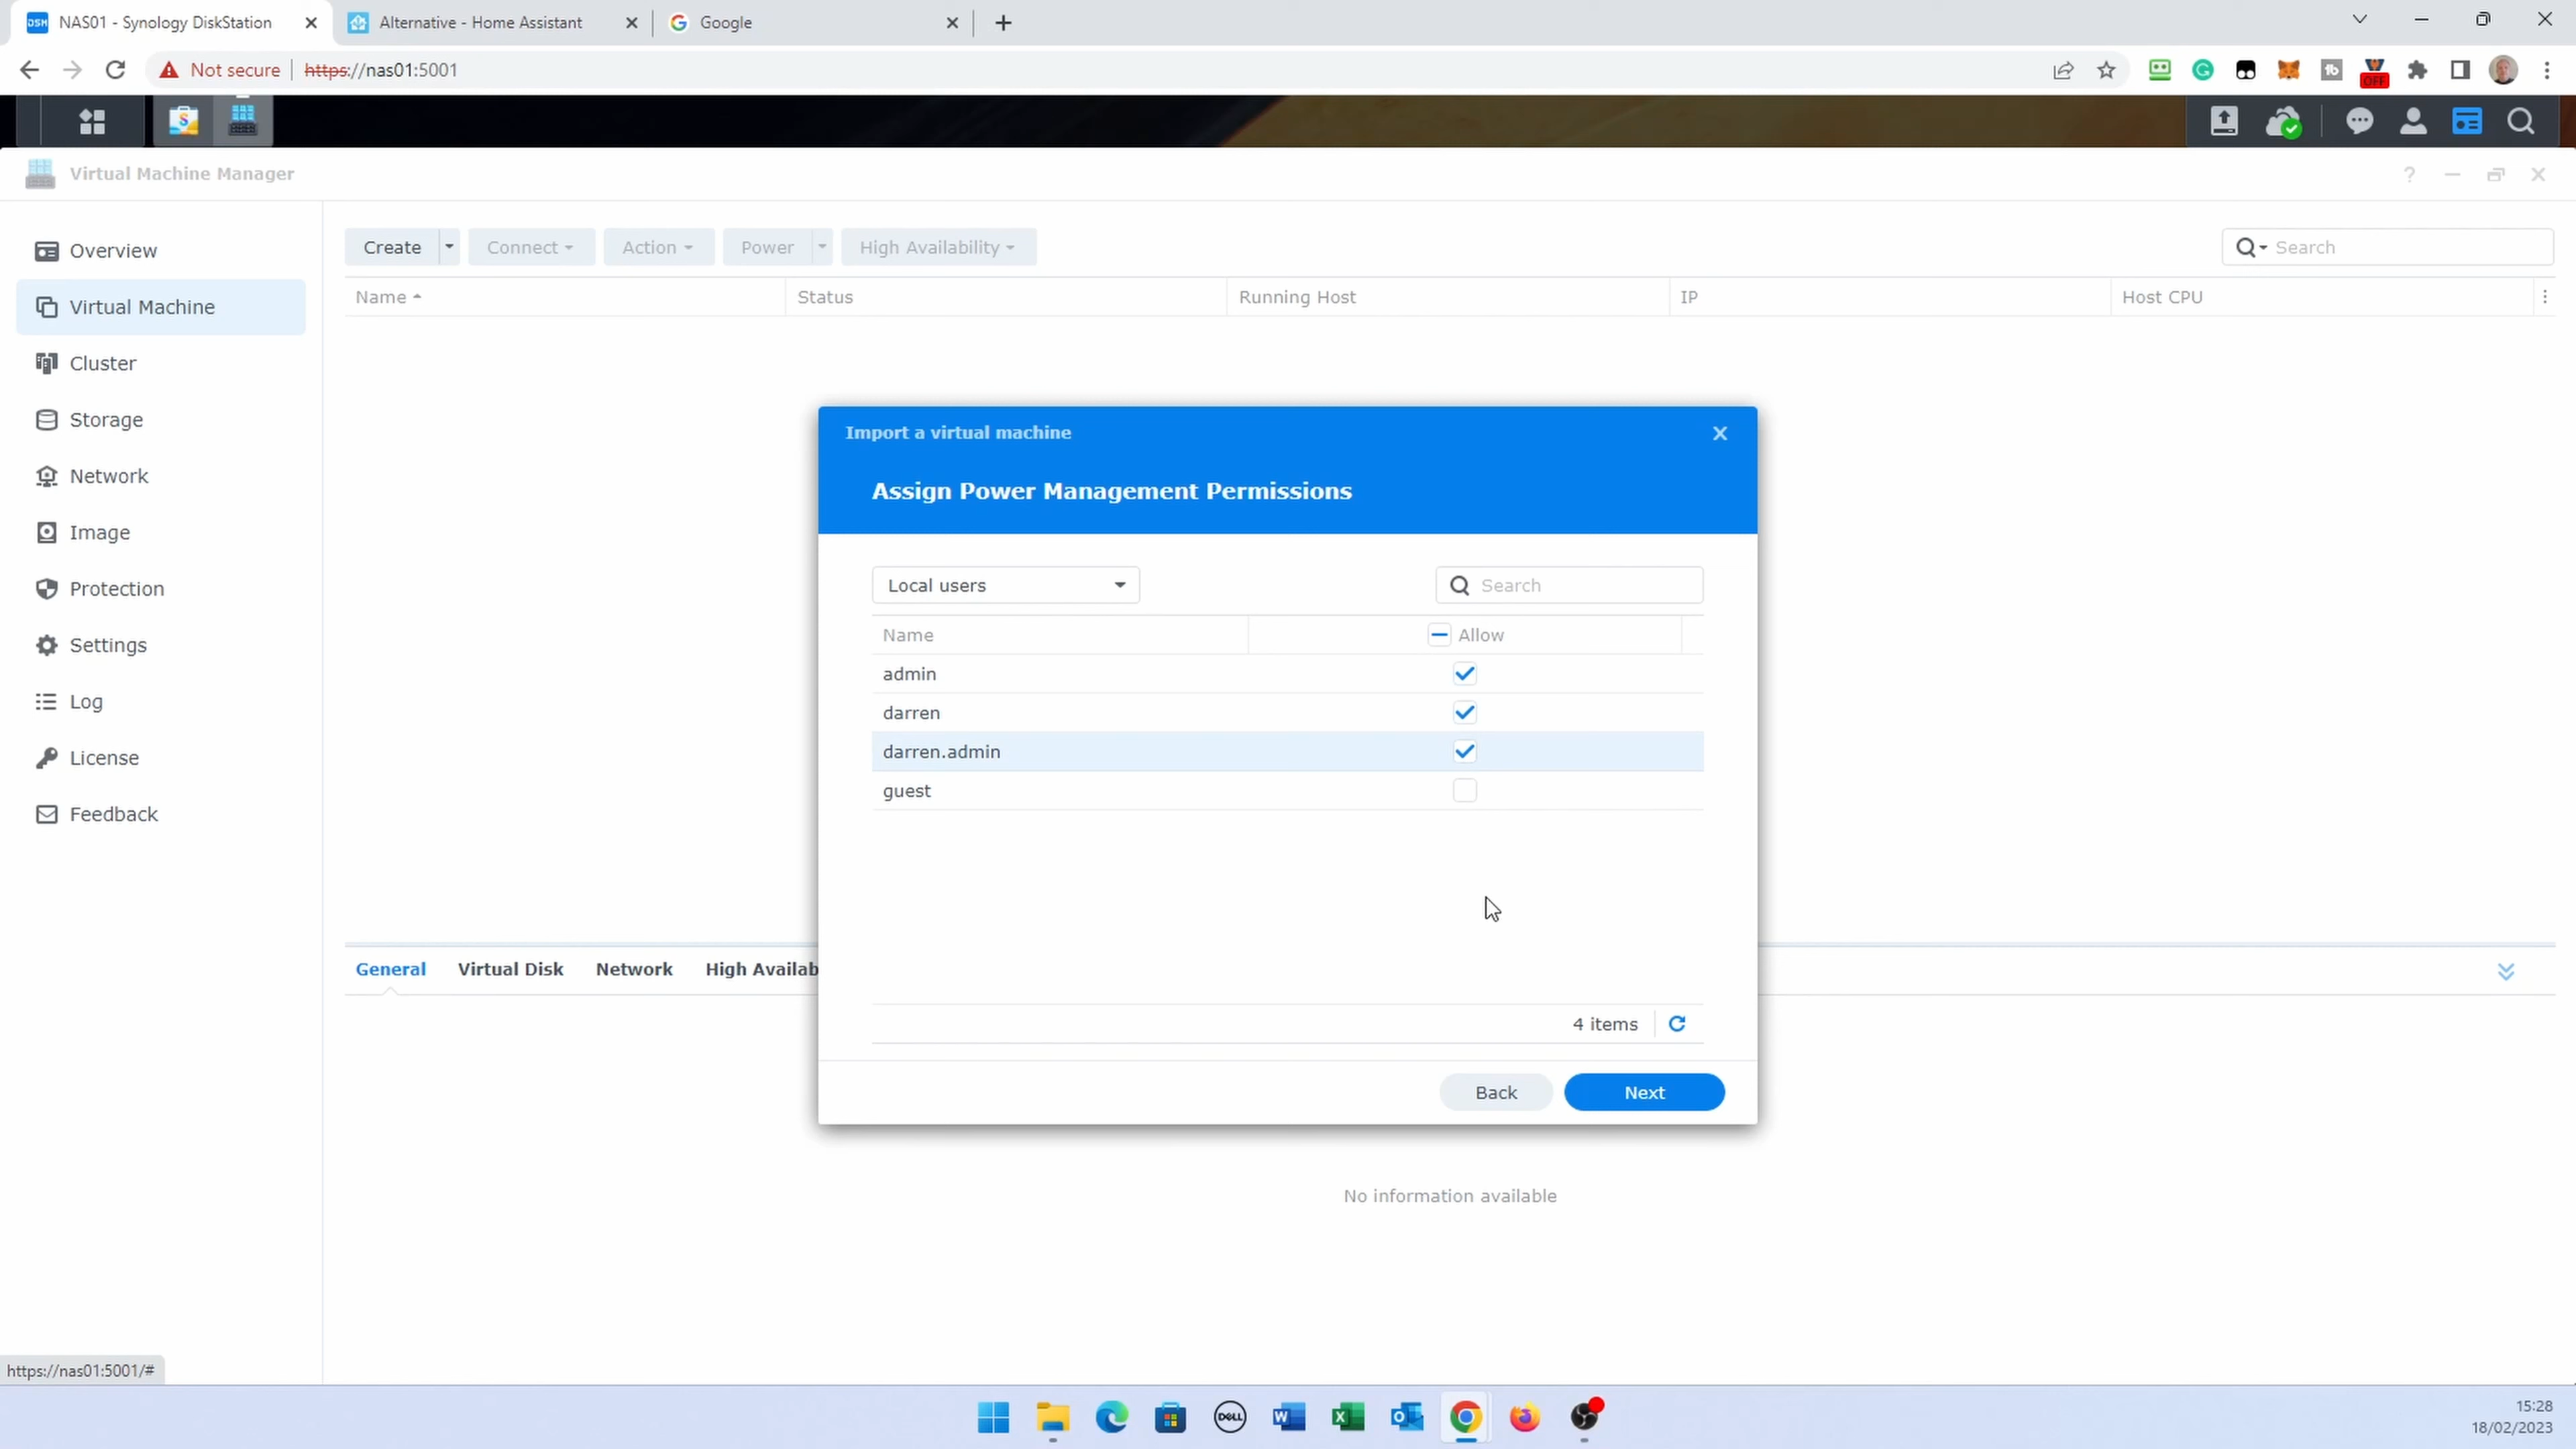 NAS01 - Synology DiskStation
Alternative - Home Assistant
Google
Not secure
https://nas01:5001
OFF
Virtual Machine Manager
Overview
Virtual Machine
Cluster
Storage
Network
Image
Protection
Settings
Log
License
Feedback
Create
Connect
Action
Power
High Availability
Search
Name
Status
Running Host
IP
Host CPU
Import a virtual machine
Assign Power Management Permissions
Local users
Search
Name
Allow
admin
darren
darren.admin
guest
4 items
Back
Next
General
Virtual Disk
Network
High Availab
No information available
https://nas01:5001/#
DELL
15:28
18/02/2023